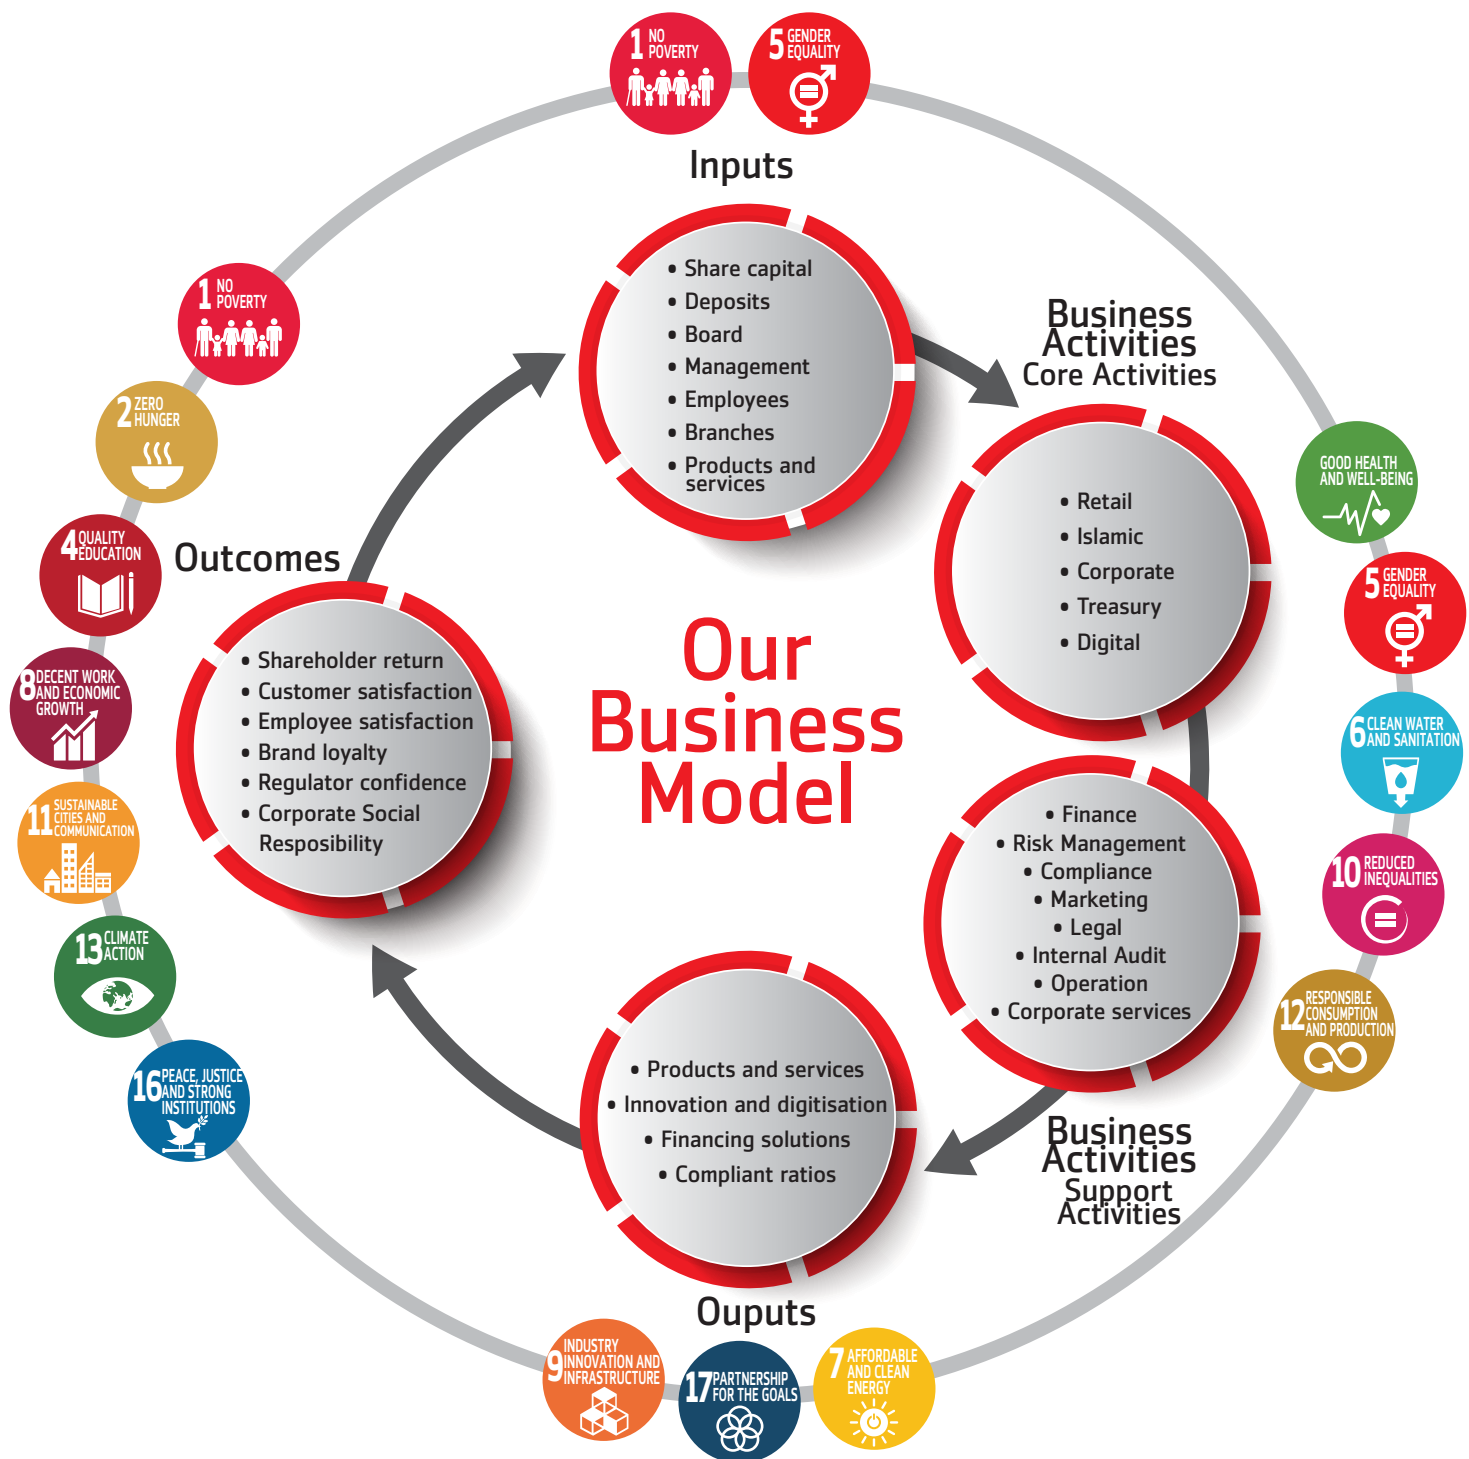 1 NO
POVERTY
5 GENDER
EQUALITY
Inputs
• Share capital
• Deposits
• Board
• Management
• Employees
• Branches
• Products and
services
Business
Activities
Core Activities
• Retail
• Islamic
• Corporate
• Treasury
• Digital
GOOD HEALTH
AND WELL-BEING
5 GENDER
EQUALITY
6 CLEAN WATER
AND SANITATION
10 REDUCED
INEQUALITIES
12 RESPONSIBLE
CONSUMPTION
AND PRODUCTION
• Finance
• Risk Management
• Compliance
• Marketing
• Legal
• Internal Audit
• Operation
• Corporate services
Business
Activities
Support
Activities
• Products and services
• Innovation and digitisation
• Financing solutions
• Compliant ratios
Ouputs
7 AFFORDABLE
AND CLEAN
ENERGY
17 PARTNERSHIP
FOR THE GOALS
9 INDUSTRY
INNOVATION AND
INFRASTRUCTURE
Outcomes
• Shareholder return
• Customer satisfaction
• Employee satisfaction
• Brand loyalty
• Regulator confidence
• Corporate Social
Resposibility
1 NO
POVERTY
2 ZERO
HUNGER
4 QUALITY
EDUCATION
8 DECENT WORK
AND ECONOMIC
GROWTH
11 SUSTAINABLE
CITIES AND
COMMUNICATION
13 CLIMATE
ACTION
16 PEACE, JUSTICE
AND STRONG
INSTITUTIONS
Our
Business
Model